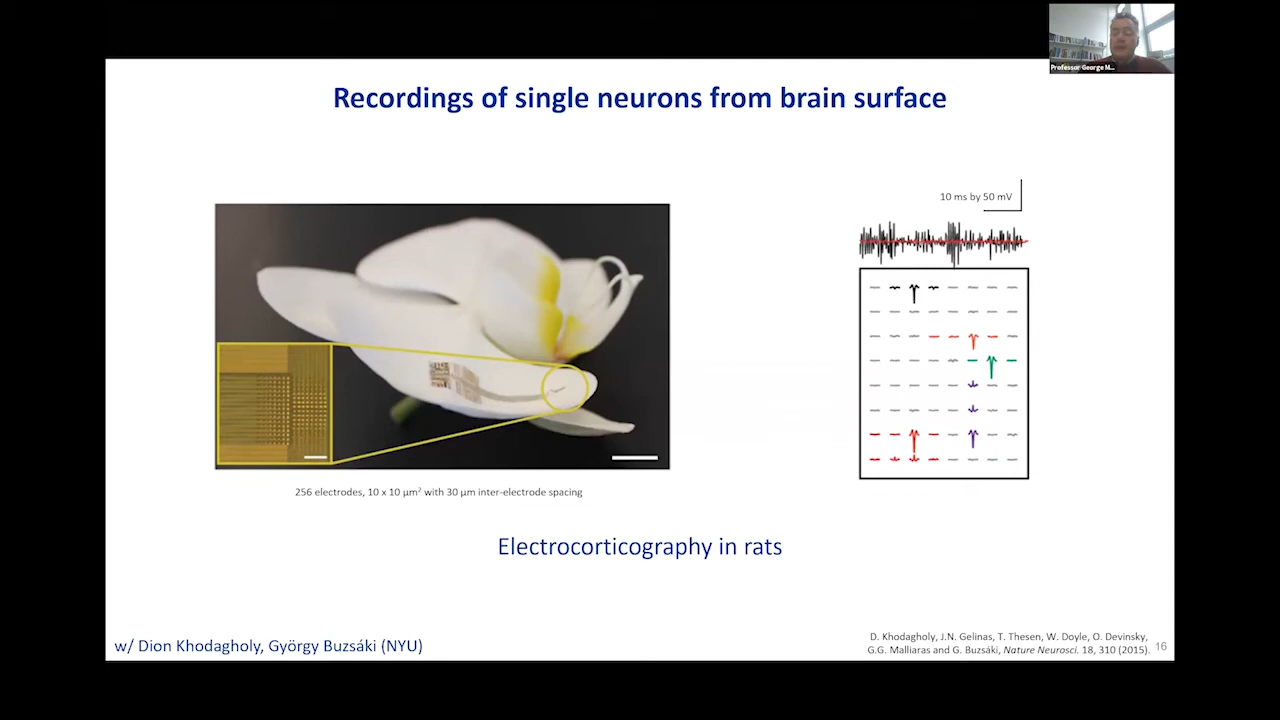 Professor George M...
Recordings of single neurons from brain surface
10 ms by 50 mV
256 electrodes, 10 x 10 µm² with 30 µm inter-electrode spacing
Electrocorticography in rats
w/ Dion Khodagholy, György Buzsáki (NYU)
D. Khodagholy, J.N. Gelinas, T. Thesen, W. Doyle, O. Devinsky,
G.G. Malliaras and G. Buzsáki, Nature Neurosci. 18, 310 (2015).
16